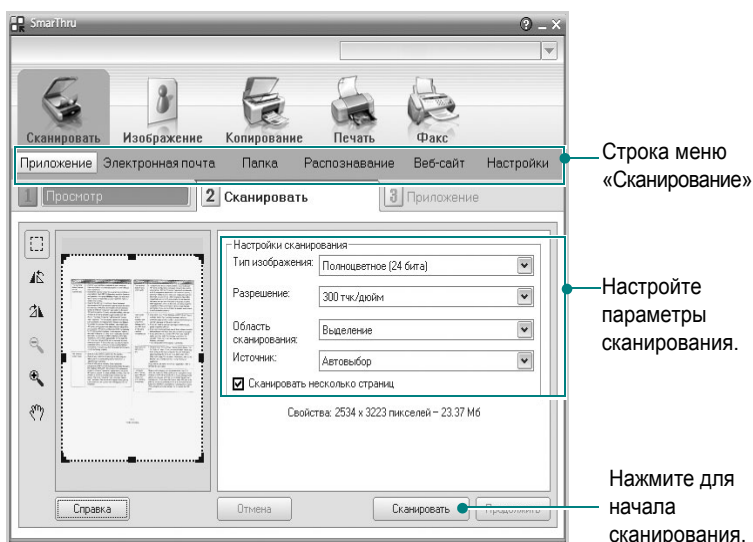 SmarThru
Сканировать Изображение Копирование Печать Факс
Приложение Электронная почта Папка Распознавание Веб-сайт Настройки
1 Просмотр 2 Сканировать 3 Приложение
Настройки сканирования
Тип изображения: Полноцветное (24 бита)
Разрешение: 300 тчк/дюйм
Область
сканирования: Выделение
Источник: Автовыбор
Сканировать несколько страниц
Свойства: 2534 x 3223 пикселей – 23.37 Мб
Справка Отмена Сканировать Продолжить
Строка меню
«Сканирование»
Настройте
параметры
сканирования.
Нажмите для
начала
сканирования.